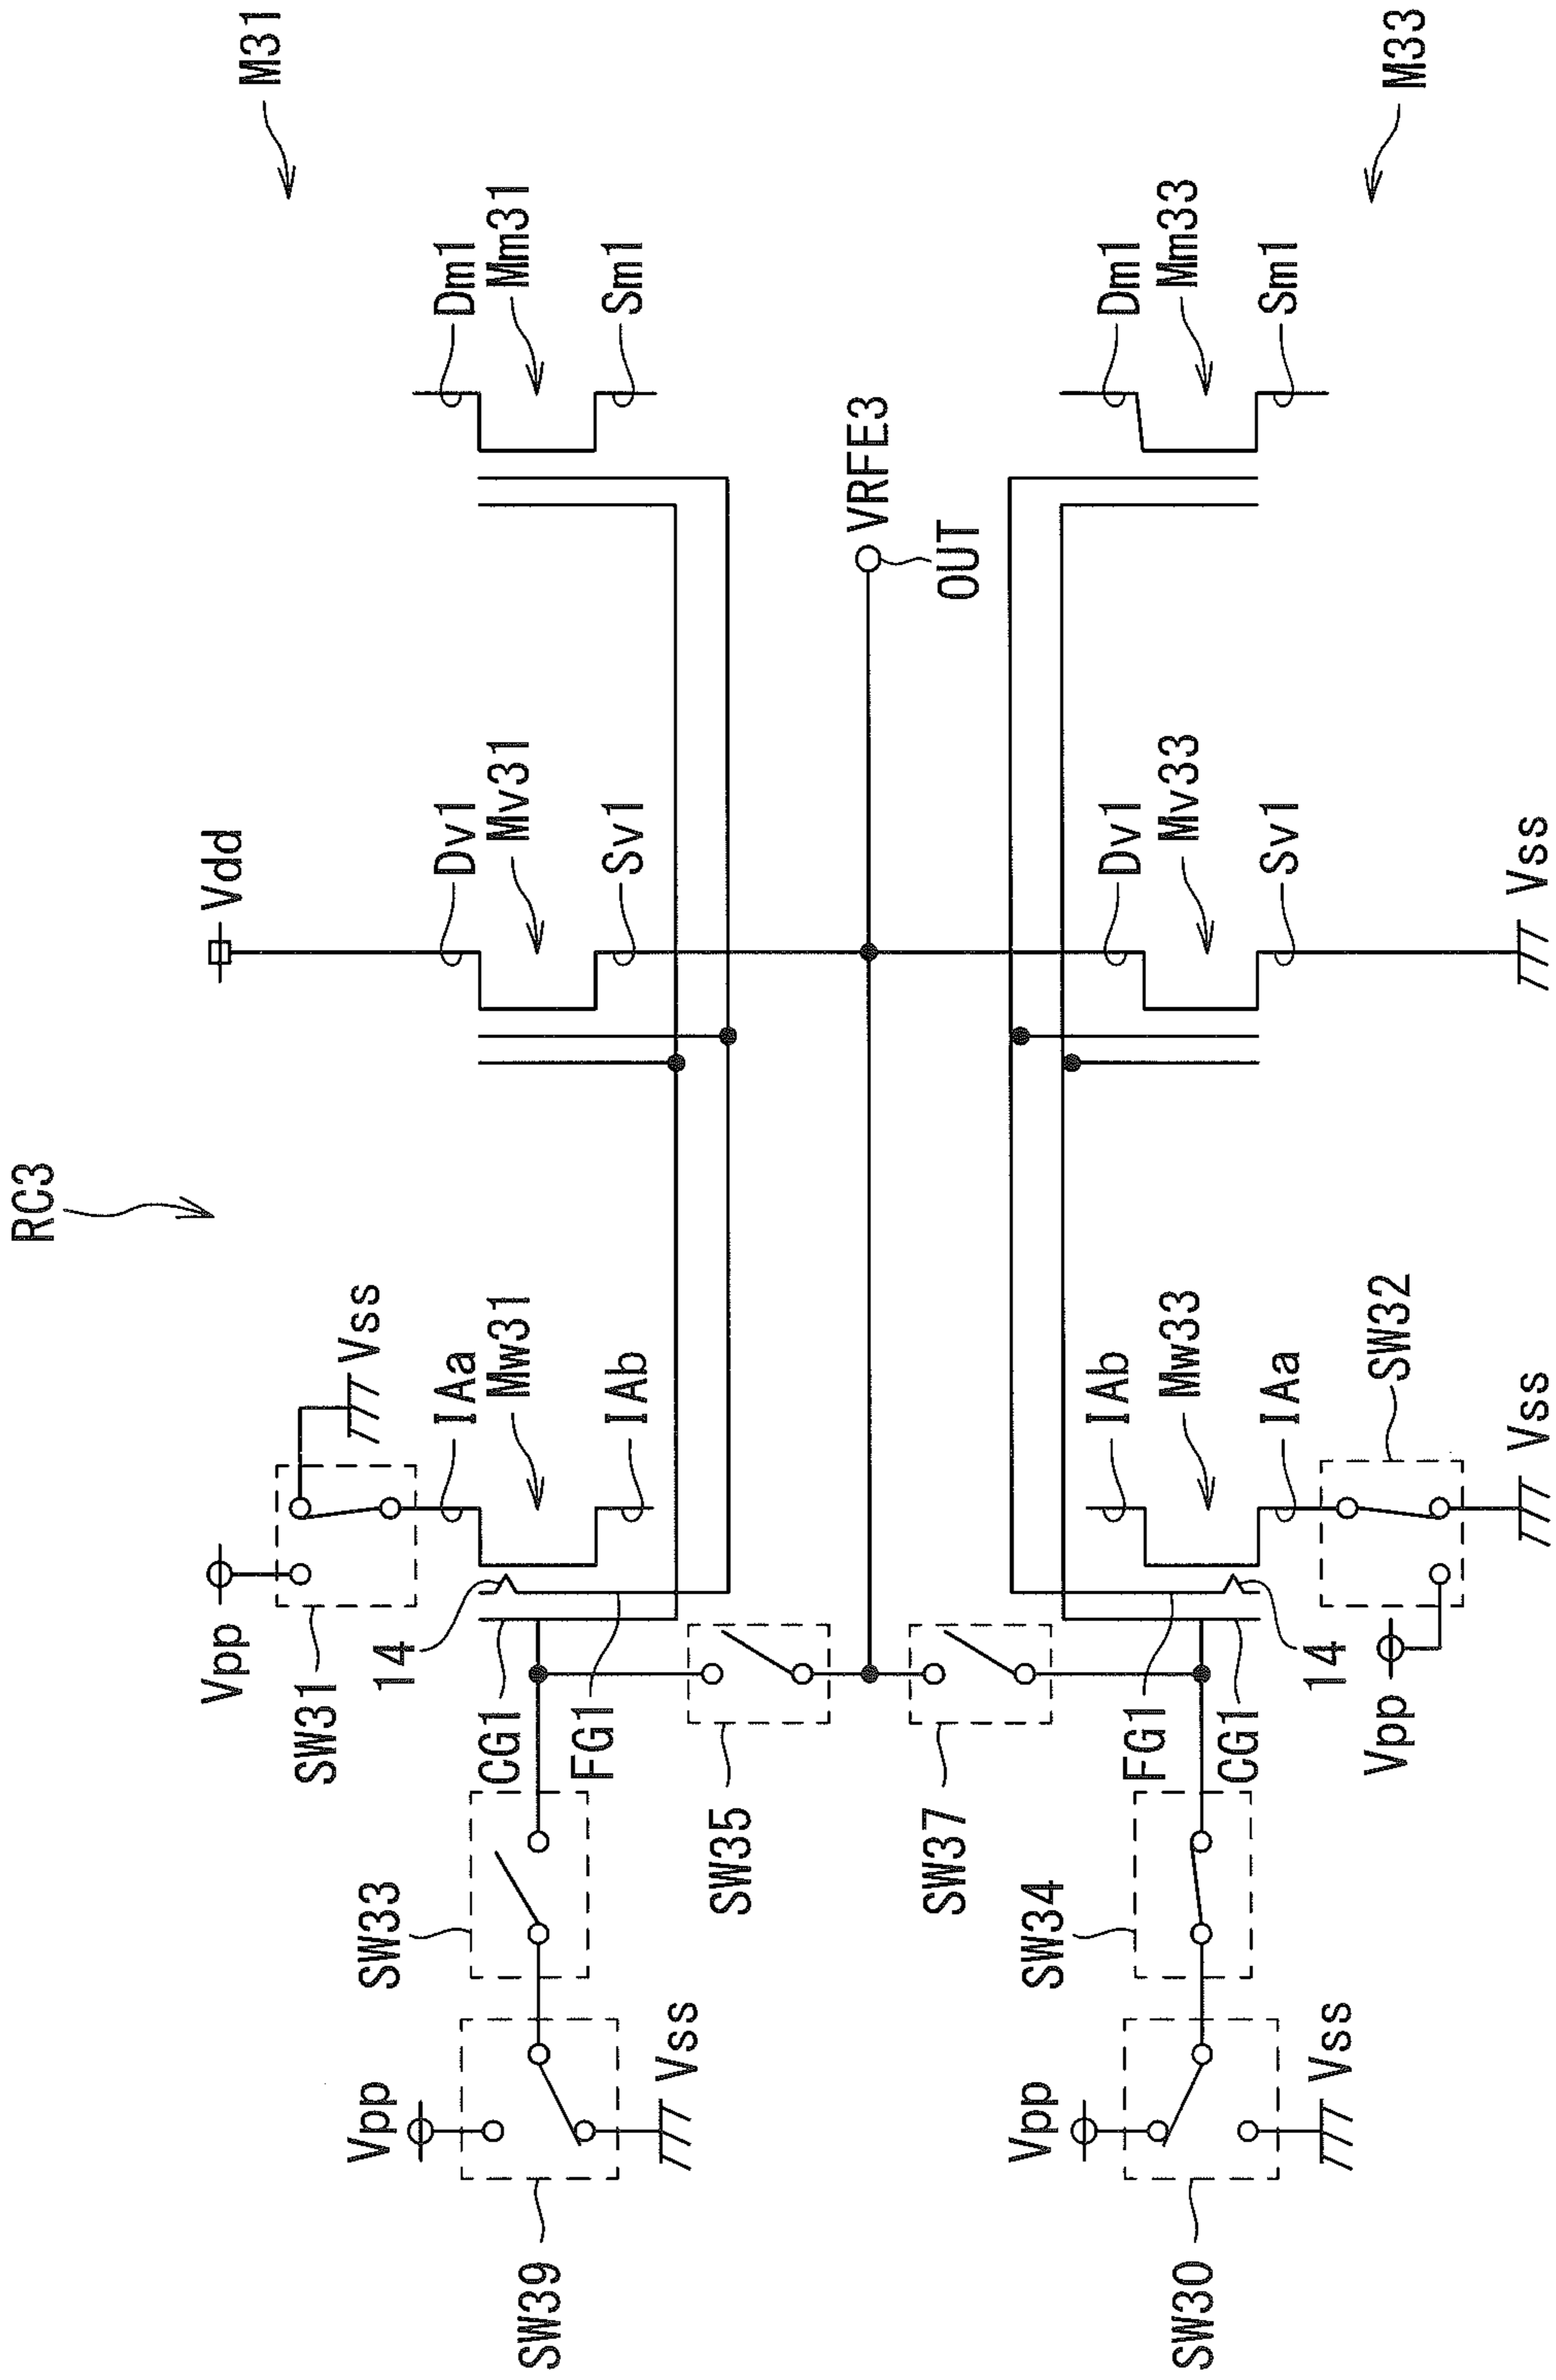 RC3
M31
Vdd
Vpp
Vss
SW31
IAa
Dv1
Dm1
14
Mw31
Mv31
Mm31
CG1
IAb
Sv1
Sm1
FG1
SW33
Vpp
Vss
SW39
SW35
VRFE3
OUT
SW37
FG1
IAb
Dv1
Dm1
Mw33
Mv33
Mm33
CG1
14
IAa
Sv1
Sm1
SW34
Vpp
Vss
SW30
Vpp
SW32
Vss
Vss
M33